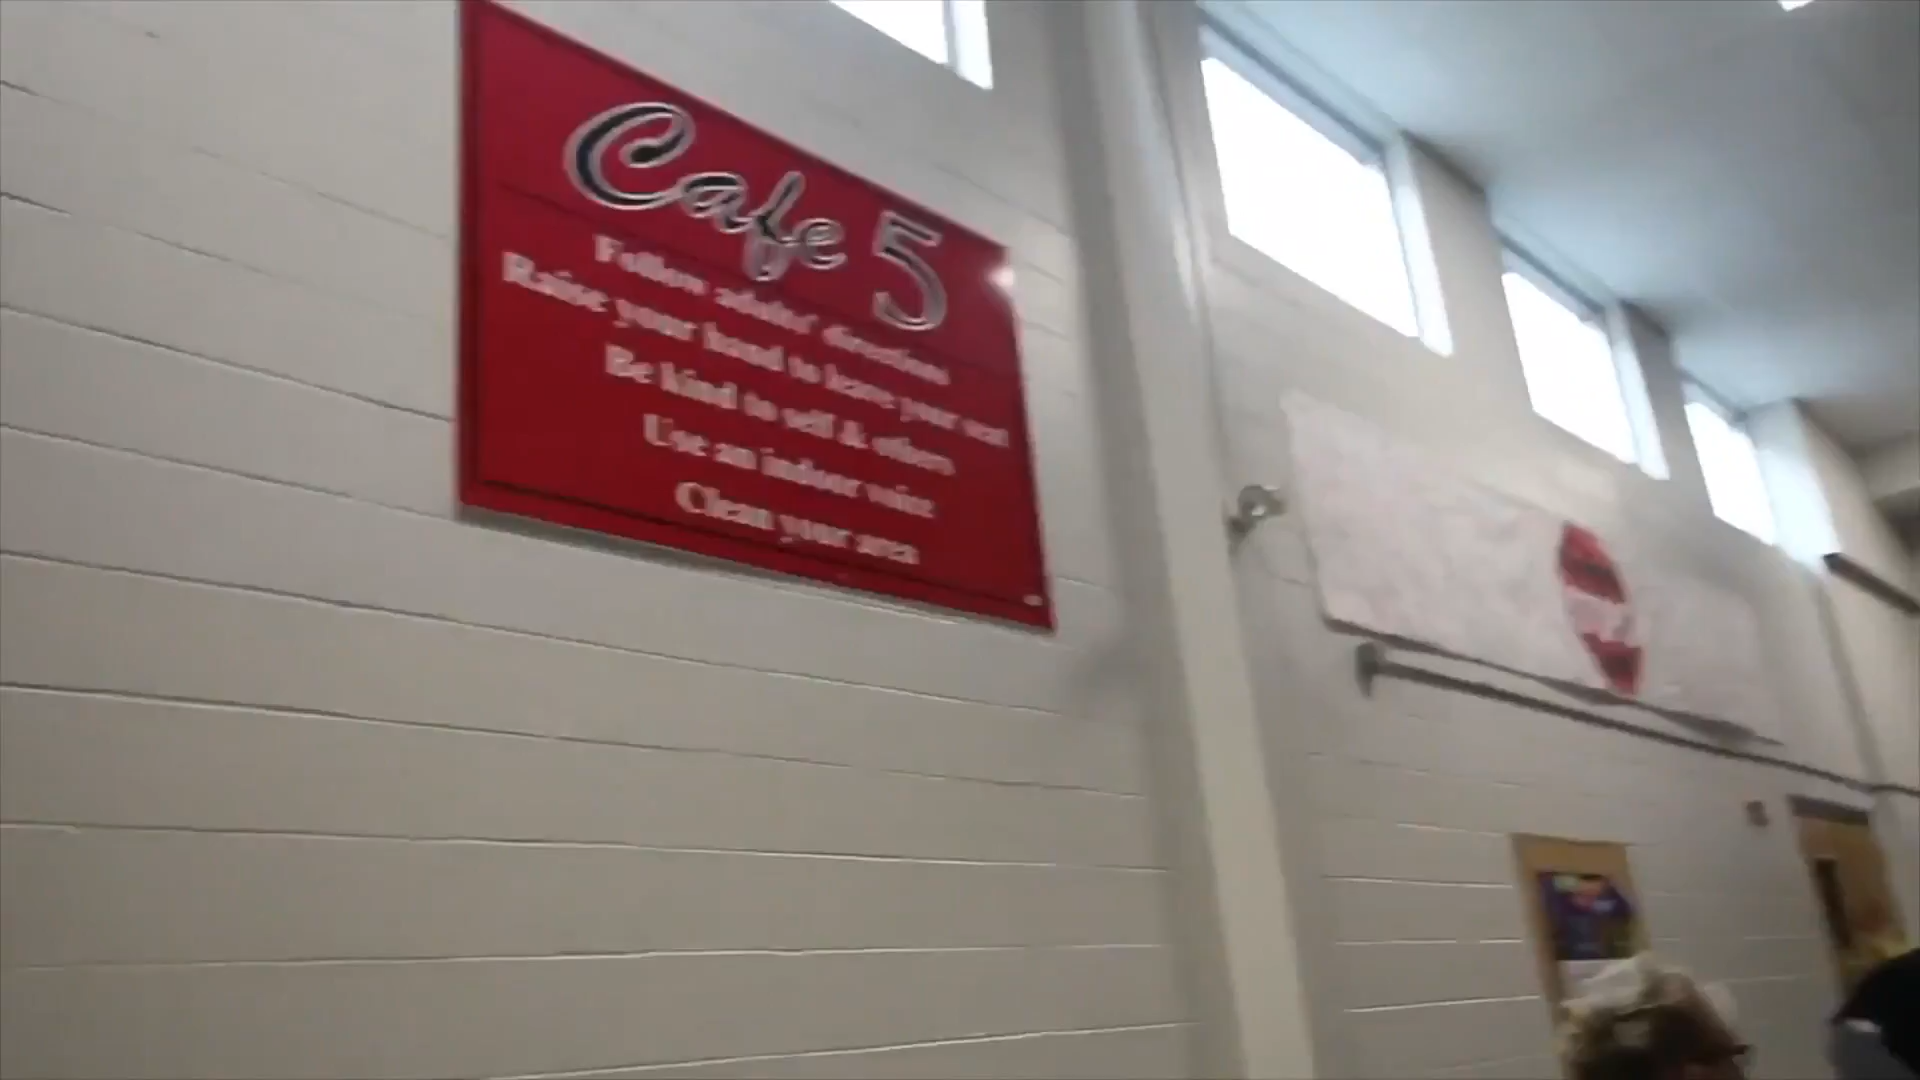 Cafe 5
Follow adults' directions
Raise your hand to leave your seat
Be kind to self & others
Use an indoor voice
Clean your area